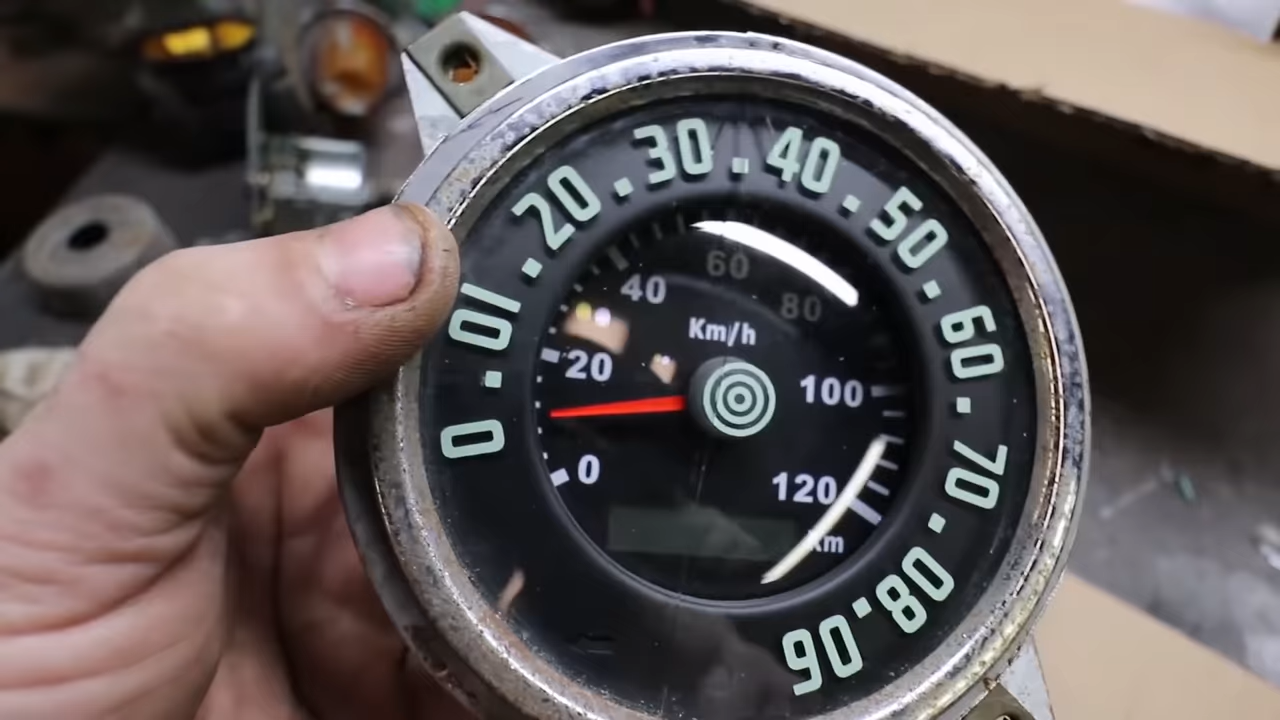 0 . 10 . 20 . 30 . 40 . 50 . 60 . 70 . 80 . 90
0 20 40 60 80 100 120
Km/h
Km